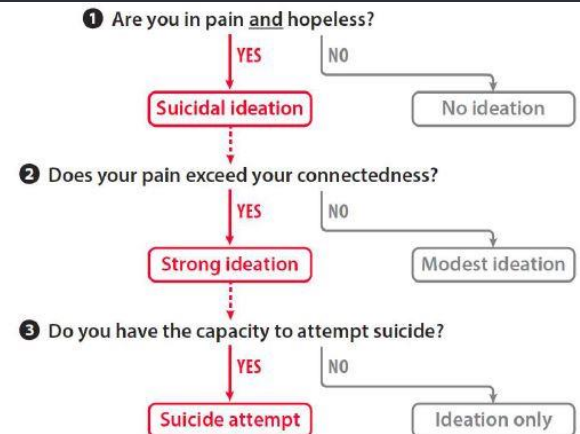 ❶ Are you in pain and hopeless?
YES NO
Suicidal ideation No ideation
❷ Does your pain exceed your connectedness?
YES NO
Strong ideation Modest ideation
❸ Do you have the capacity to attempt suicide?
YES NO
Suicide attempt Ideation only